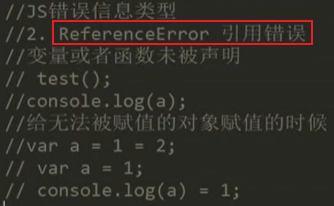 //JS错误信息类型
//2. ReferenceError 引用错误
//变量或者函数未被声明
// test();
//console.log(a);
//给无法被赋值的对象赋值的时候
//var a = 1 = 2;
// var a = 1;
// console.log(a) = 1;